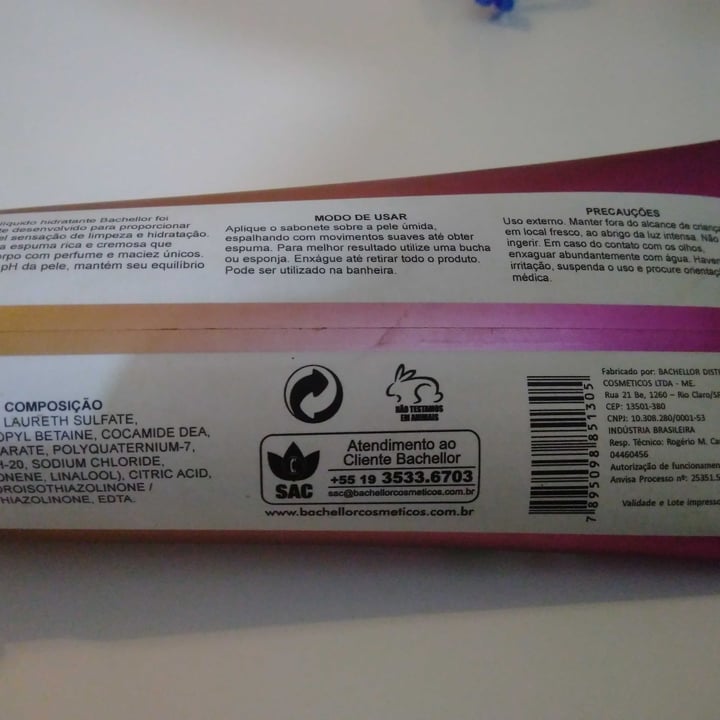 líquido hidratante Bachellor foi
te desenvolvido para proporcionar
el sensação de limpeza e hidratação.
a espuma rica e cremosa que
orpo com perfume e maciez únicos.
pH da pele, mantém seu equilíbrio
MODO DE USAR
Aplique o sabonete sobre a pele úmida,
espalhando com movimentos suaves até obter
espuma. Para melhor resultado utilize uma bucha
ou esponja. Enxágue até retirar todo o produto.
Pode ser utilizado na banheira.
PRECAUÇÕES
Uso externo. Manter fora do alcance de crianç
em local fresco, ao abrigo da luz intensa. Não
ingerir. Em caso do contato com os olhos,
enxaguar abundantemente com água. Haven
irritação, suspenda o uso e procure orientaç
médica.
COMPOSIÇÃO
LAURETH SULFATE,
OPYL BETAINE, COCAMIDE DEA,
ARATE, POLYQUATERNIUM-7,
H-20, SODIUM CHLORIDE,
ONENE, LINALOOL), CITRIC ACID,
OROISOTHIAZOLINONE /
HIAZOLINONE, EDTA.
NÃO TESTAMOS
EM ANIMAIS
C
SAC
Atendimento ao
Cliente Bachellor
+55 19 3533.6703
sac@bachellorcosmeticos.com.br
www.bachellorcosmeticos.com.br
7 895098 851305
Fabricado por: BACHELLOR DISTR
COSMETICOS LTDA - ME.
Rua 21 Be, 1260 - Rio Claro/SP
CEP: 13501-380
CNPJ: 10.308.280/0001-53
INDÚSTRIA BRASILEIRA
Resp. Técnico: Rogério M. Ca
04460456
Autorização de funcionamen
Anvisa Processo nº: 25351.5
Validade e Lote impresso